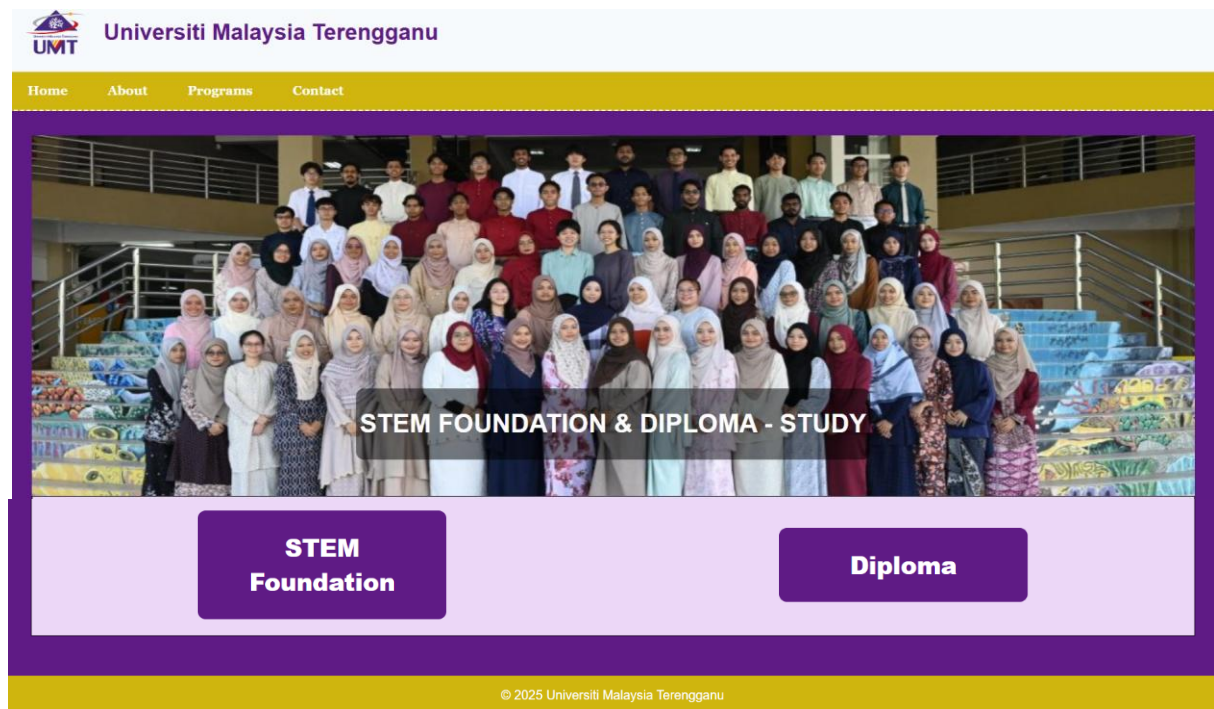 UMT
Universiti Malaysia Terengganu
Home About Programs Contact
STEM FOUNDATION & DIPLOMA - STUDY
STEM
Foundation
Diploma
© 2025 Universiti Malaysia Terengganu